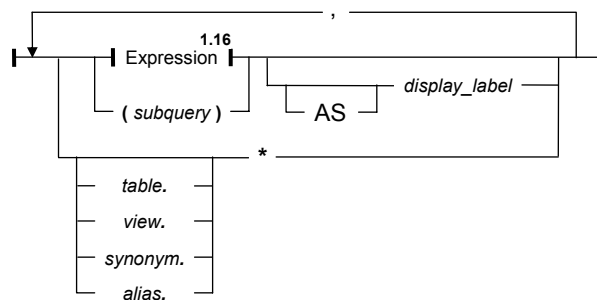 ,
1.16
Expression
( subquery )
AS
display_label
*
table.
view.
synonym.
alias.